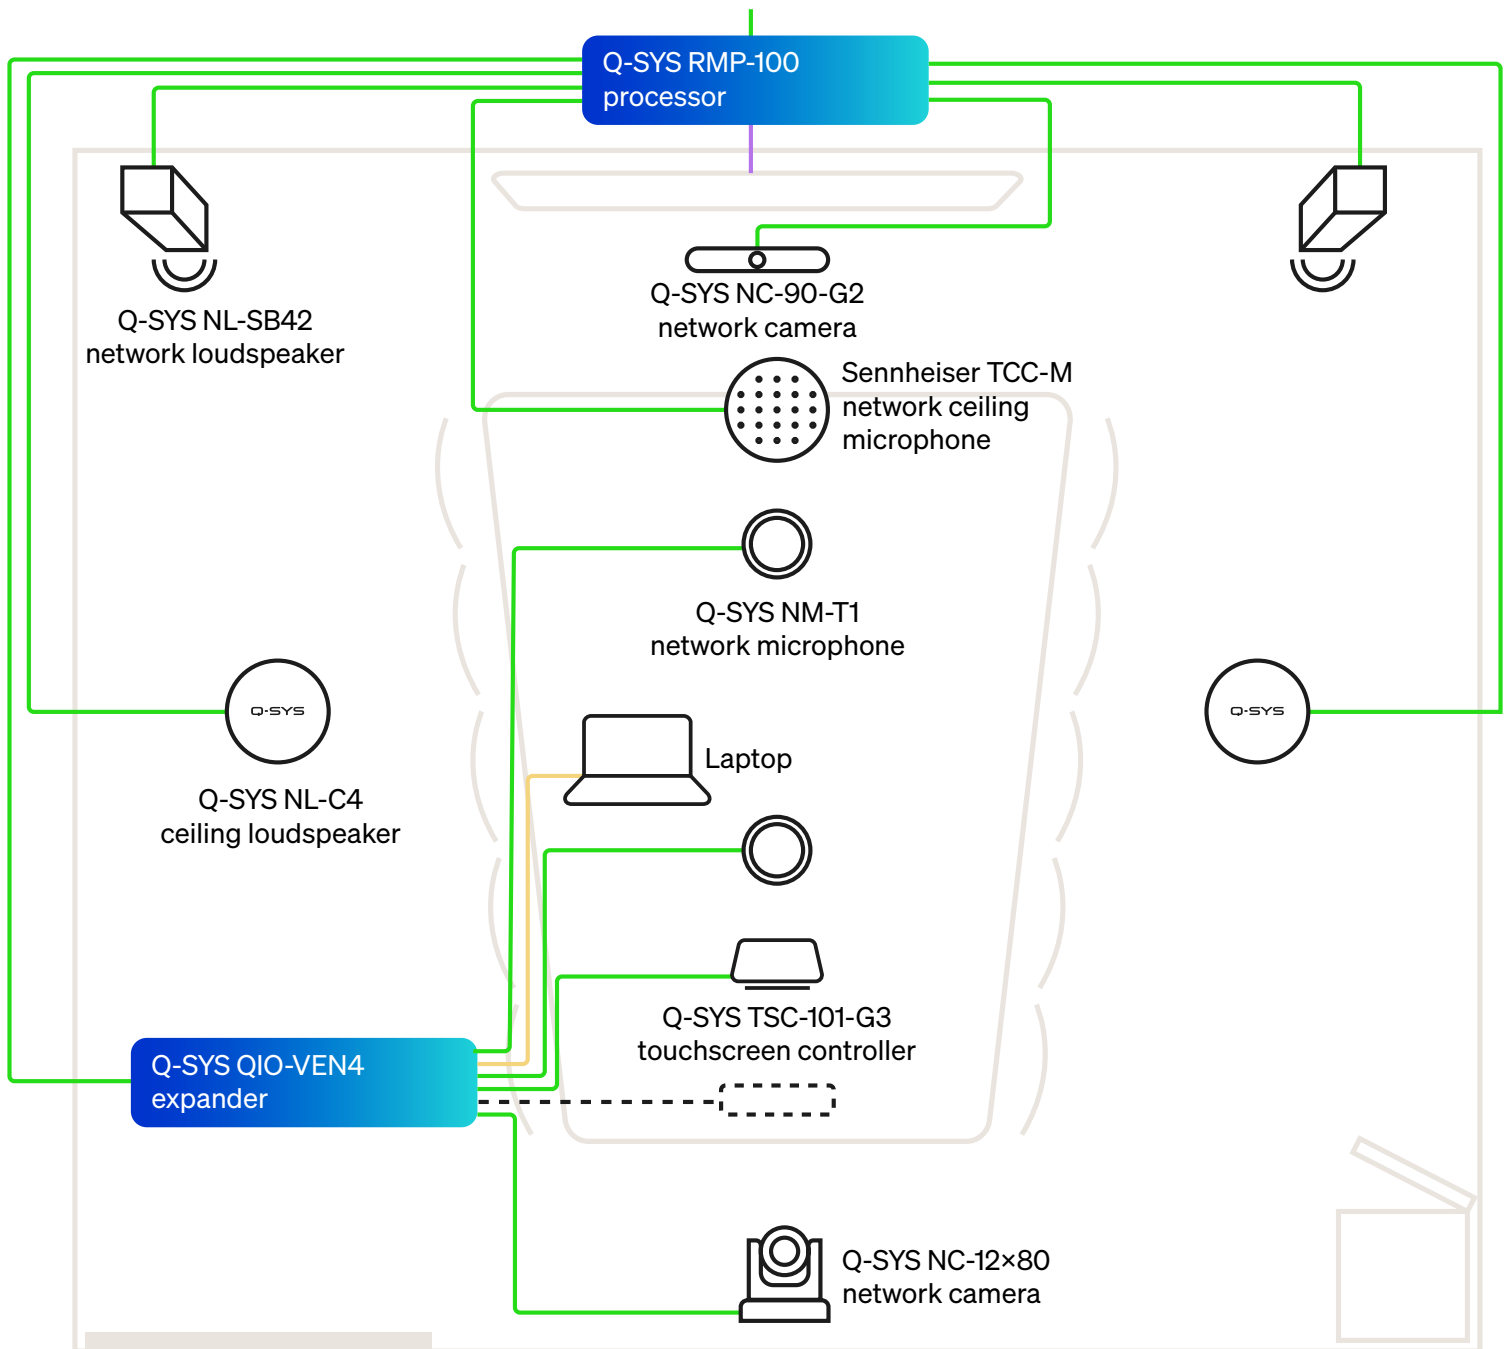 Q-SYS RMP-100
processor
Q-SYS NL-SB42
network loudspeaker
Q-SYS NC-90-G2
network camera
Sennheiser TCC-M
network ceiling
microphone
Q-SYS NM-T1
network microphone
Q-SYS
Q-SYS NL-C4
ceiling loudspeaker
Laptop
Q-SYS
Q-SYS TSC-101-G3
touchscreen controller
Q-SYS QIO-VEN4
expander
Q-SYS NC-12×80
network camera